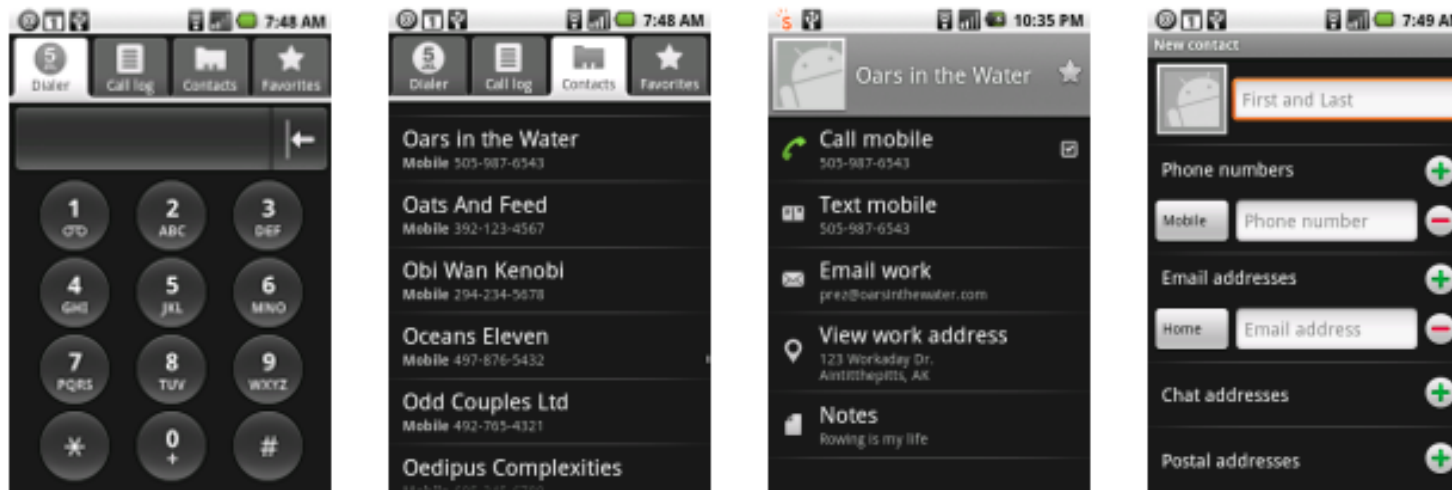 7:48 AM
5
Dialer
Call log
Contacts
Favorites
1
2
ABC
3
DEF
4
GHI
5
JKL
6
MNO
7
PQRS
8
TUV
9
WXYZ
*
0
+
#
7:48 AM
5
Dialer
Call log
Contacts
Favorites
Oars in the Water
Mobile 505-987-6543
Oats And Feed
Mobile 392-123-4567
Obi Wan Kenobi
Mobile 294-234-5678
Oceans Eleven
Mobile 497-876-5432
Odd Couples Ltd
Mobile 492-765-4321
Oedipus Complexities
10:35 PM
Oars in the Water
Call mobile
505-987-6543
Text mobile
505-987-6543
Email work
prez@oarsinthewater.com
View work address
123 Workaday Dr.
Aintitthepitts, AK
Notes
Rowing is my life
7:49 AM
New contact
First and Last
Phone numbers
Mobile
Phone number
Email addresses
Home
Email address
Chat addresses
Postal addresses